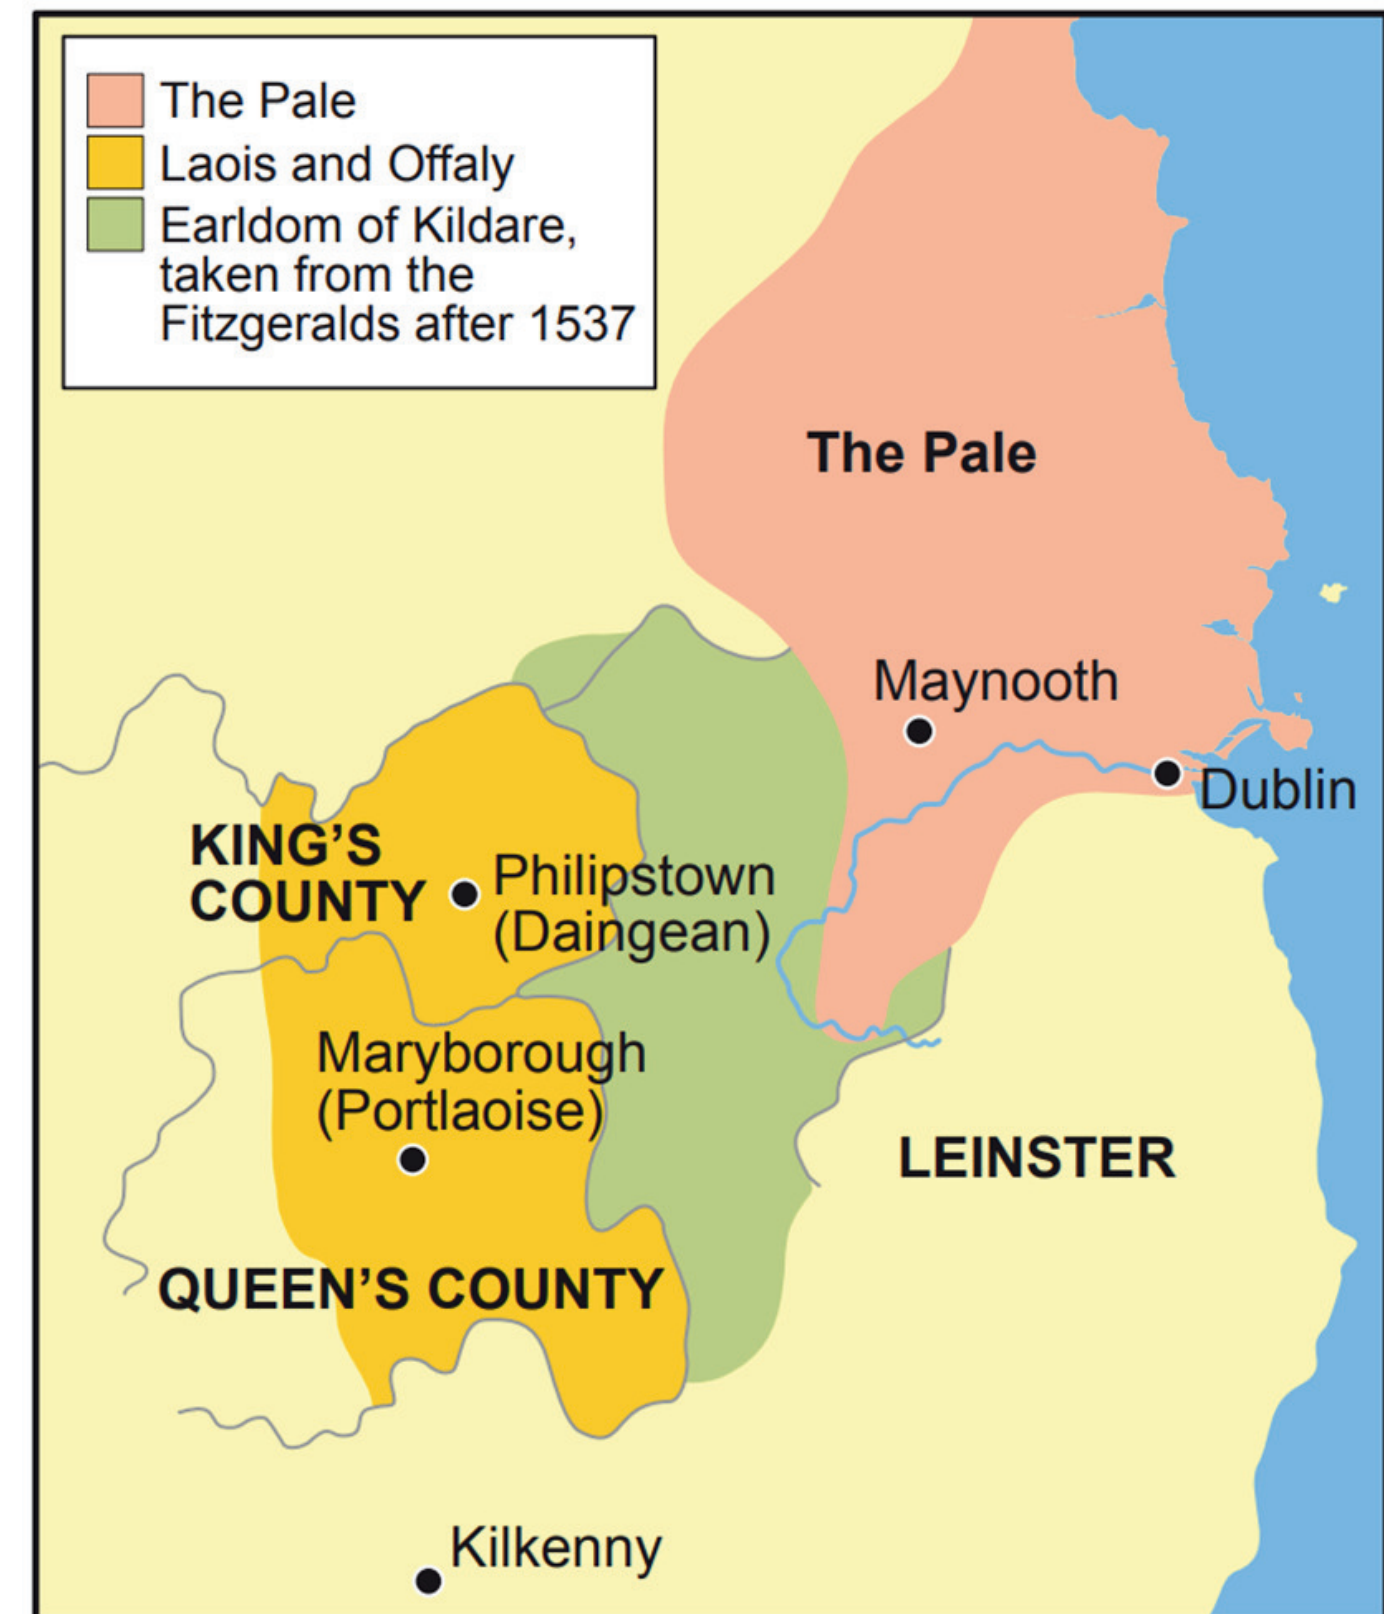 The Pale
Laois and Offaly
Earldom of Kildare,
taken from the
Fitzgeralds after 1537
The Pale
Maynooth
Dublin
KING’S
COUNTY
Philipstown
(Daingean)
Maryborough
(Portlaoise)
LEINSTER
QUEEN’S COUNTY
Kilkenny